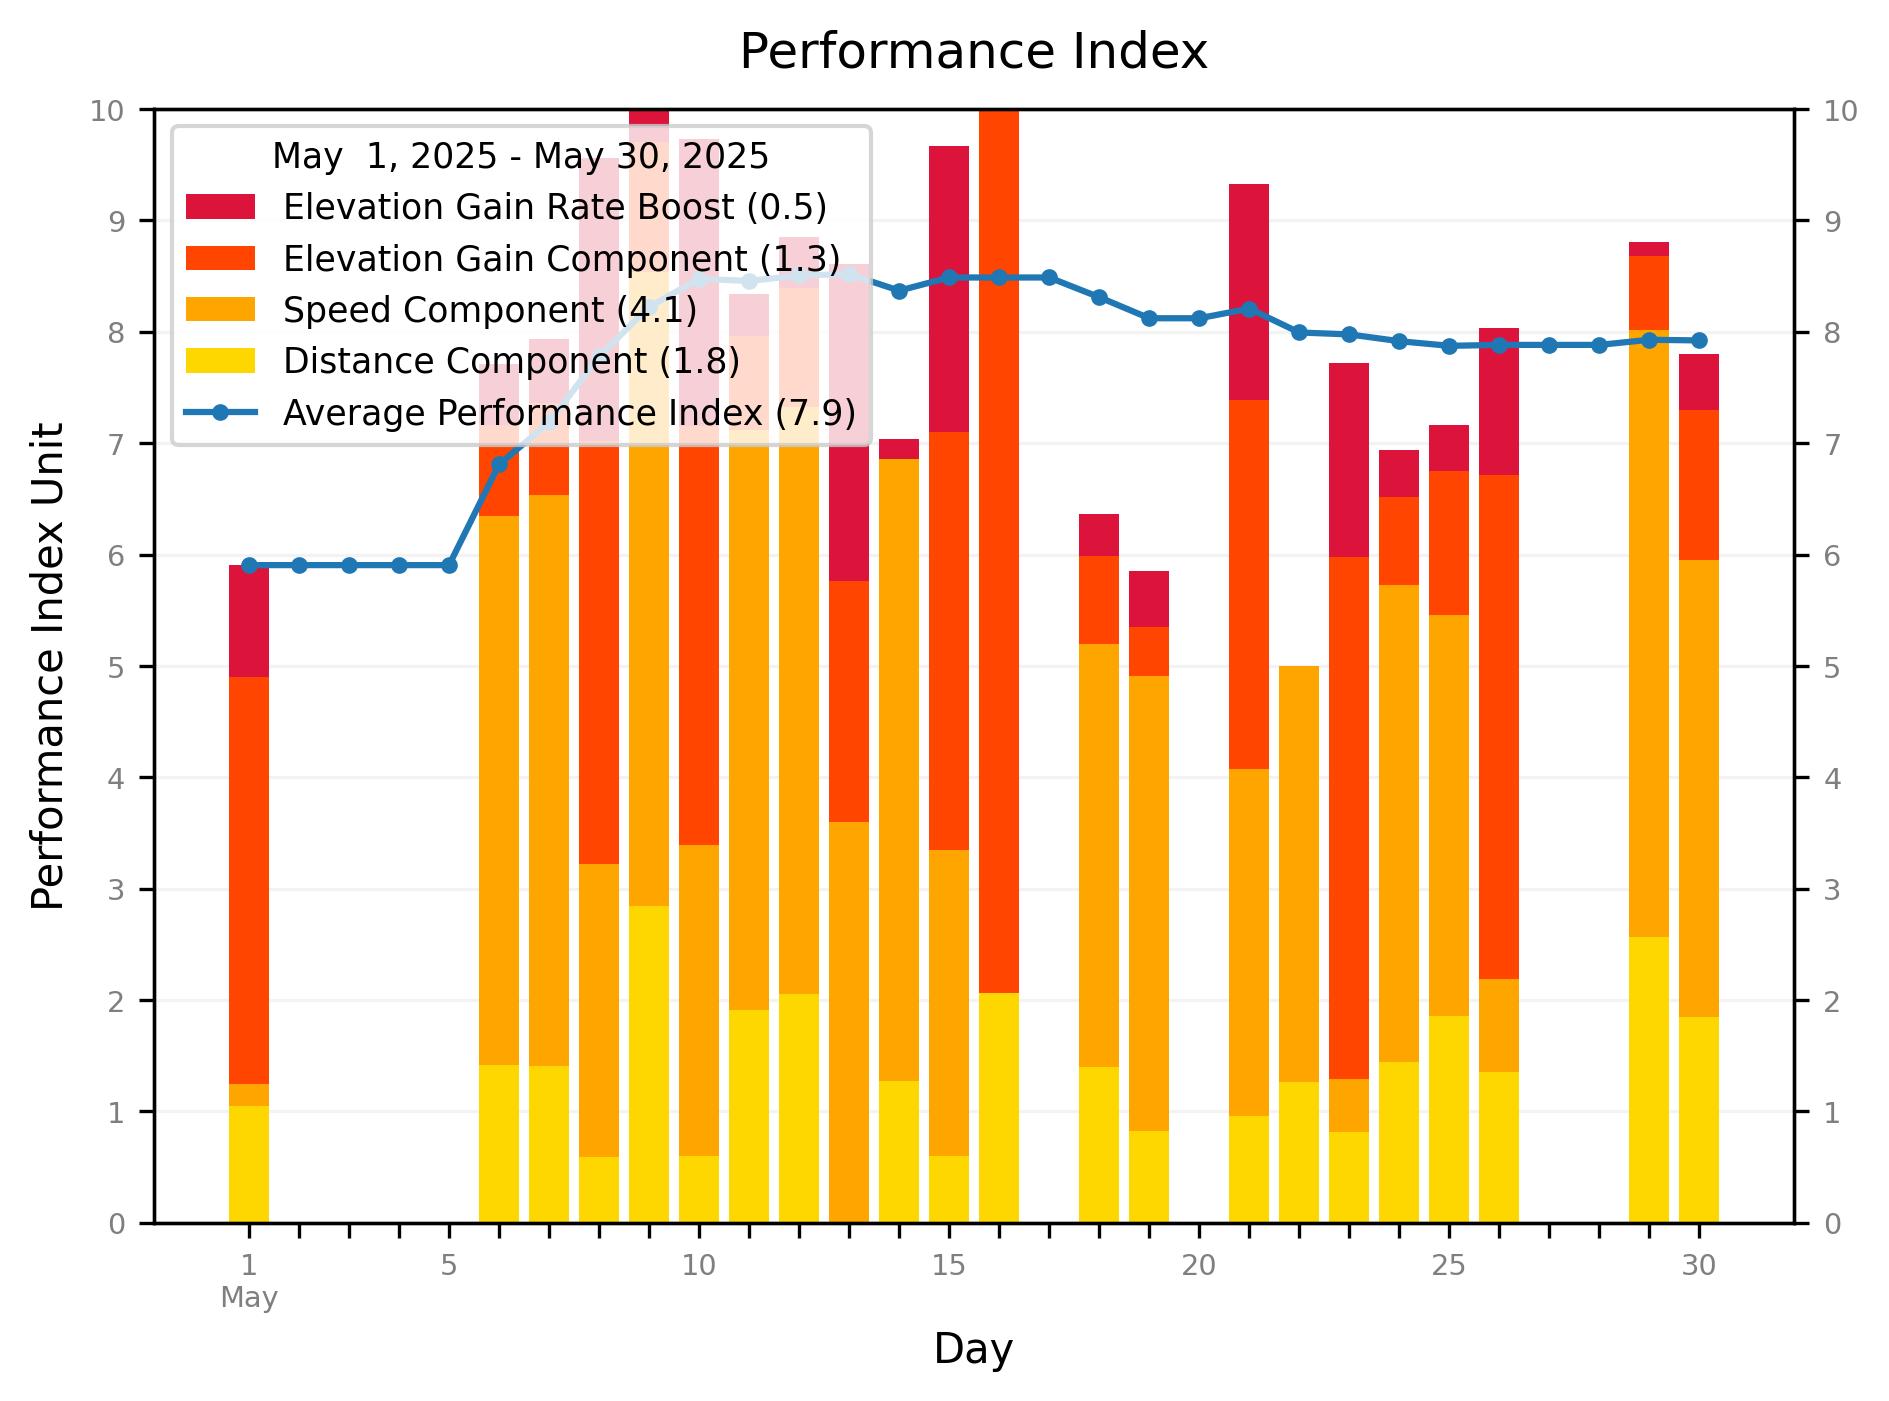 Performance Index
10
9
8
7
6
5
4
3
2
1
0
Performance Index Unit
May  1, 2025 - May 30, 2025
Elevation Gain Rate Boost (0.5)
Elevation Gain Component (1.3)
Speed Component (4.1)
Distance Component (1.8)
Average Performance Index (7.9)
10
9
8
7
6
5
4
3
2
1
0
1 5 10 15 20 25 30
May
Day